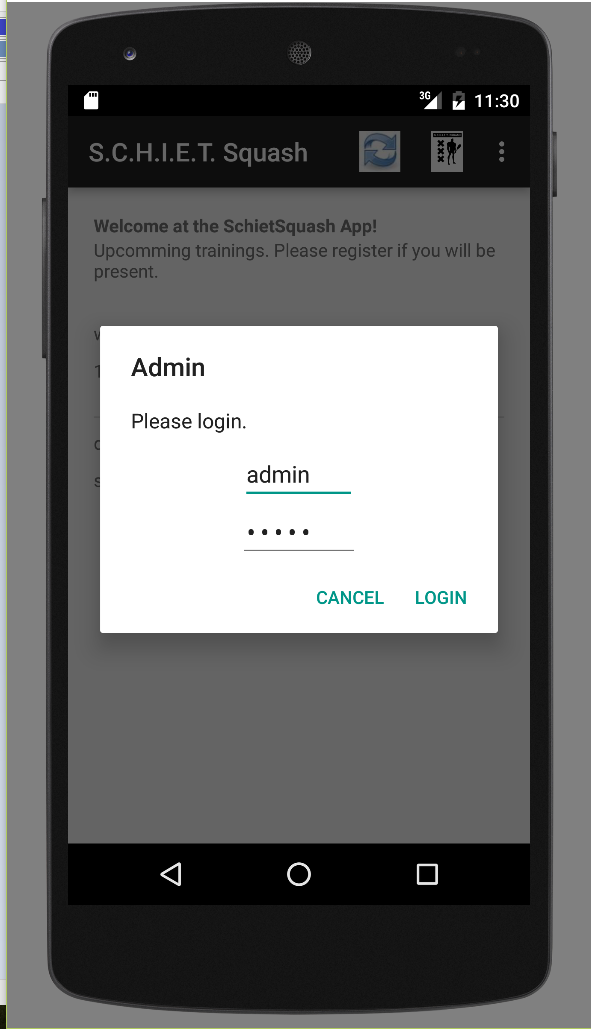 3G 11:30
S.C.H.I.E.T. Squash
Welcome at the SchietSquash App!
Upcomming trainings. Please register if you will be
present.
Admin
Please login.
admin
•••••
CANCEL LOGIN